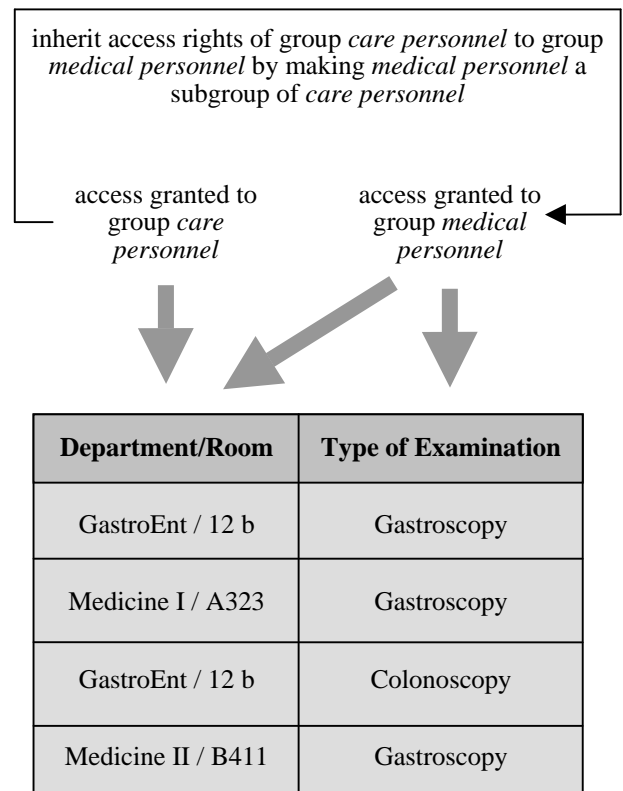 inherit access rights of group care personnel to group
medical personnel by making medical personnel a
subgroup of care personnel
access granted to
group care
personnel
access granted to
group medical
personnel
Department/Room Type of Examination
GastroEnt / 12 b Gastroscopy
Medicine I / A323 Gastroscopy
GastroEnt / 12 b Colonoscopy
Medicine II / B411 Gastroscopy